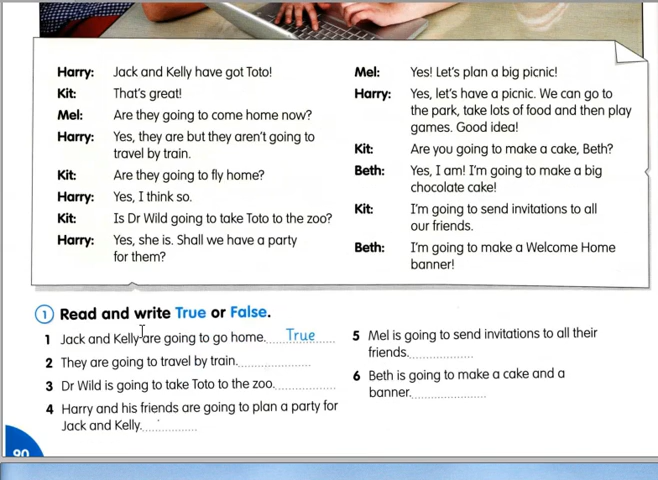 Harry: Jack and Kelly have got Toto!
Kit: That's great!
Mel: Are they going to come home now?
Harry: Yes, they are but they aren't going to
travel by train.
Kit: Are they going to fly home?
Harry: Yes, I think so.
Kit: Is Dr Wild going to take Toto to the zoo?
Harry: Yes, she is. Shall we have a party
for them?
Mel: Yes! Let's plan a big picnic!
Harry: Yes, let's have a picnic. We can go to
the park, take lots of food and then play
games. Good idea!
Kit: Are you going to make a cake, Beth?
Beth: Yes, I am! I'm going to make a big
chocolate cake!
Kit: I'm going to send invitations to all
our friends.
Beth: I'm going to make a Welcome Home
banner!
1 Read and write True or False.
1 Jack and Kelly are going to go home. True
2 They are going to travel by train.
3 Dr Wild is going to take Toto to the zoo.
4 Harry and his friends are going to plan a party for
Jack and Kelly.
5 Mel is going to send invitations to all their
friends.
6 Beth is going to make a cake and a
banner.
90